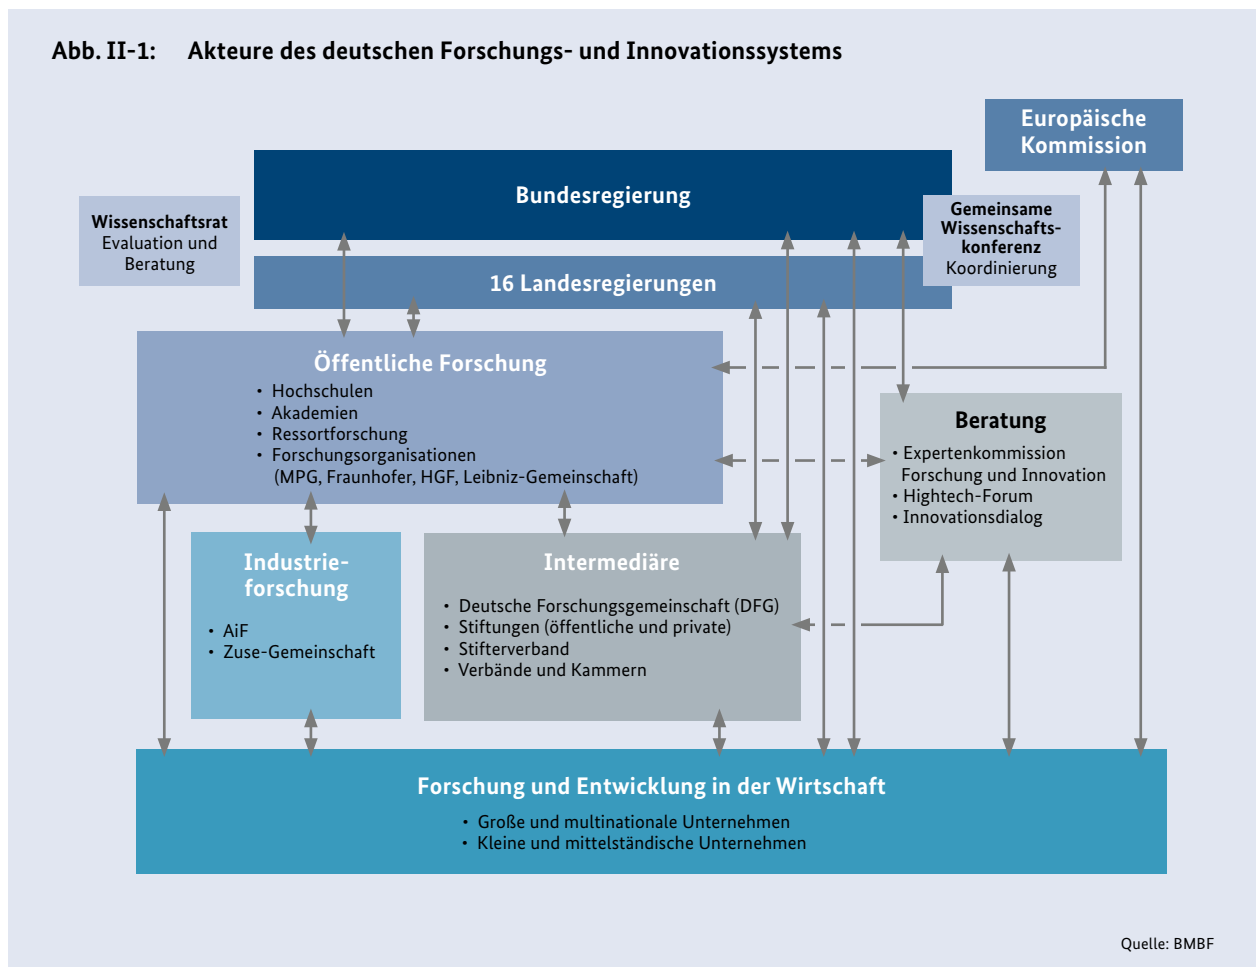 Abb. II-1: Akteure des deutschen Forschungs- und Innovationssystems
Europäische
Kommission
Bundesregierung
Wissenschaftsrat
Evaluation und
Beratung
Gemeinsame
Wissenschafts-
konferenz
Koordinierung
16 Landesregierungen
Öffentliche Forschung
• Hochschulen
• Akademien
• Ressortforschung
• Forschungsorganisationen
(MPG, Fraunhofer, HGF, Leibniz-Gemeinschaft)
Beratung
• Expertenkommission
Forschung und Innovation
• Hightech-Forum
• Innovationsdialog
Industrie-
forschung
• AiF
• Zuse-Gemeinschaft
Intermediäre
• Deutsche Forschungsgemeinschaft (DFG)
• Stiftungen (öffentliche und private)
• Stifterverband
• Verbände und Kammern
Forschung und Entwicklung in der Wirtschaft
• Große und multinationale Unternehmen
• Kleine und mittelständische Unternehmen
Quelle: BMBF